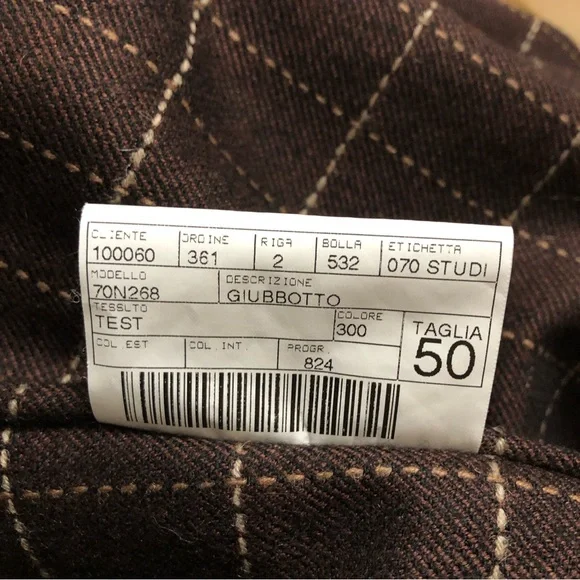 CLIENTE ORDINE RIGA BOLLA ETICHETTA
100060 361 2 532 070 STUDI
MODELLO DESCRIZIONE
70N268 GIUBBOTTO
TESSUTO COLORE TAGLIA
TEST 300 50
COL.EST COL.INT. PROGR.
824